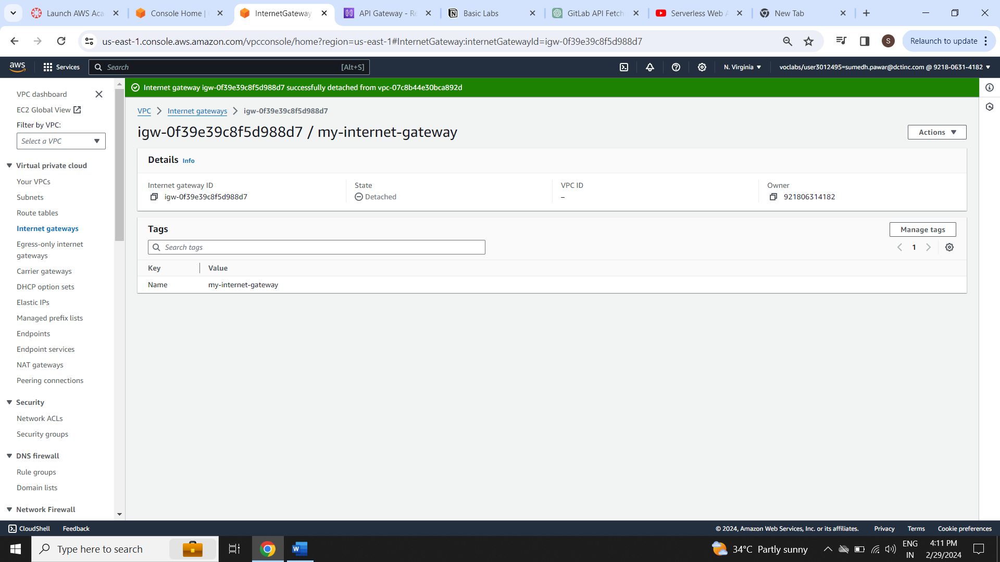 Launch AWS Aca
Console Home |
InternetGateway
API Gateway - Re
Basic Labs
GitLab API Fetch
Serverless Web A
New Tab
us-east-1.console.aws.amazon.com/vpcconsole/home?region=us-east-1#InternetGateway:internetGatewayId=igw-0f39e39c8f5d988d7
S
Relaunch to update
aws
Services
Search
[Alt+S]
N. Virginia
voclabs/user3012495=sumedh.pawar@dctinc.com @ 9218-0631-4182
VPC dashboard
EC2 Global View
Filter by VPC:
Select a VPC
Virtual private cloud
Your VPCs
Subnets
Route tables
Internet gateways
Egress-only internet
gateways
Carrier gateways
DHCP option sets
Elastic IPs
Managed prefix lists
Endpoints
Endpoint services
NAT gateways
Peering connections
Security
Network ACLs
Security groups
DNS firewall
Rule groups
Domain lists
Network Firewall
Internet gateway igw-0f39e39c8f5d988d7 successfully detached from vpc-07c8b44e30bca892d
VPC
Internet gateways
igw-0f39e39c8f5d988d7
igw-0f39e39c8f5d988d7 / my-internet-gateway
Actions
Details Info
Internet gateway ID
igw-0f39e39c8f5d988d7
State
Detached
VPC ID
–
Owner
921806314182
Tags
Manage tags
Search tags
1
Key
Value
Name
my-internet-gateway
CloudShell
Feedback
© 2024, Amazon Web Services, Inc. or its affiliates.
Privacy
Terms
Cookie preferences
Type here to search
W
34°C Partly sunny
ENG
IN
4:11 PM
2/29/2024